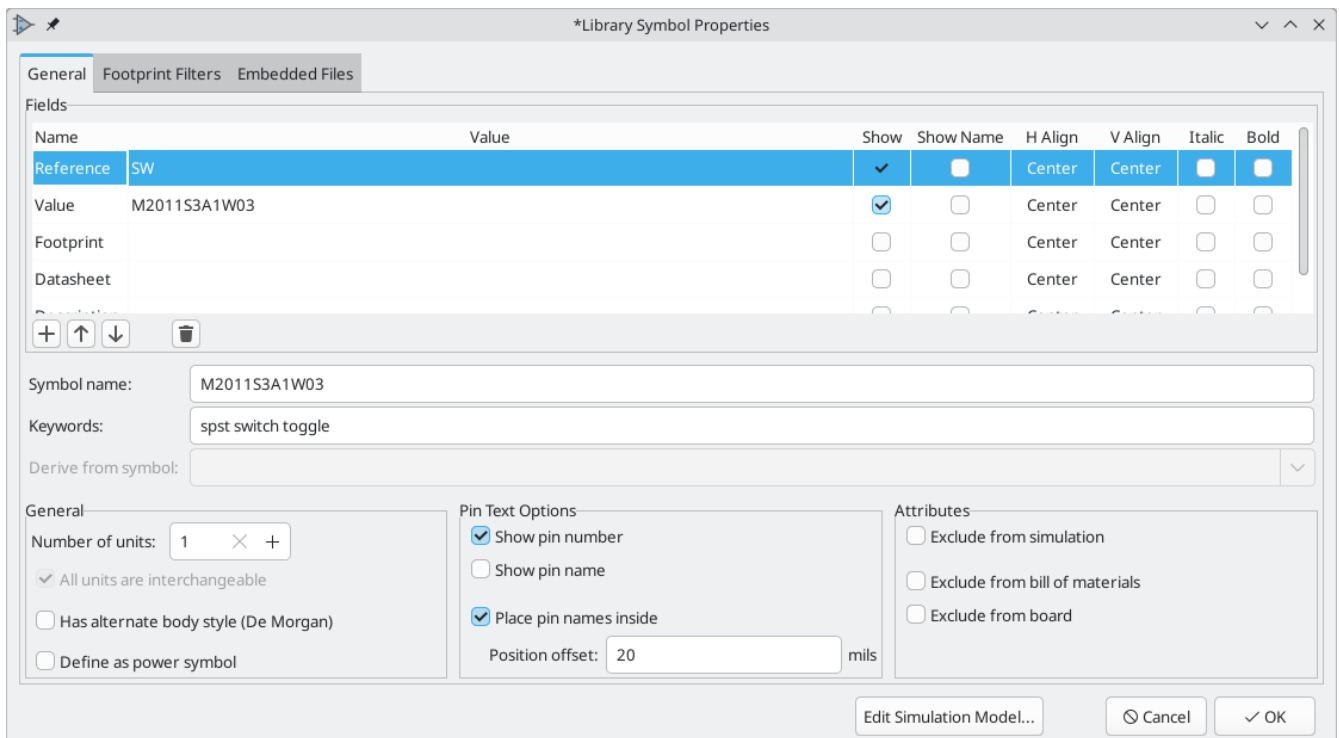 *Library Symbol Properties
General Footprint Filters Embedded Files
Fields
Name Value Show Show Name H Align V Align Italic Bold
Reference SW Center Center
Value M2011S3A1W03 Center Center
Footprint Center Center
Datasheet Center Center
Description Center Center
Symbol name: M2011S3A1W03
Keywords: spst switch toggle
Derive from symbol:
General Pin Text Options Attributes
Number of units: 1 Show pin number Exclude from simulation
All units are interchangeable Show pin name Exclude from bill of materials
Has alternate body style (De Morgan) Place pin names inside Exclude from board
Define as power symbol Position offset: 20 mils
Edit Simulation Model... Cancel OK